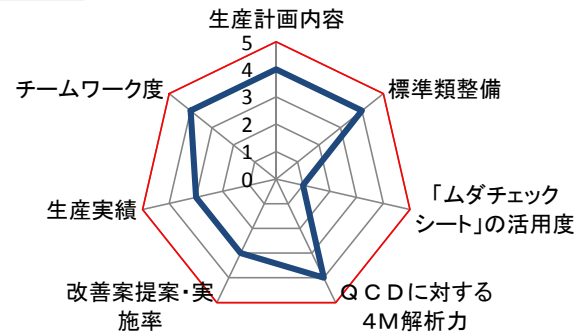 生産計画内容
5
4
3
2
1
0
標準類整備
「ムダチェック
シート」の活用度
ＱＣＤに対する
4M解析力
改善案提案・実
施率
生産実績
チームワーク度